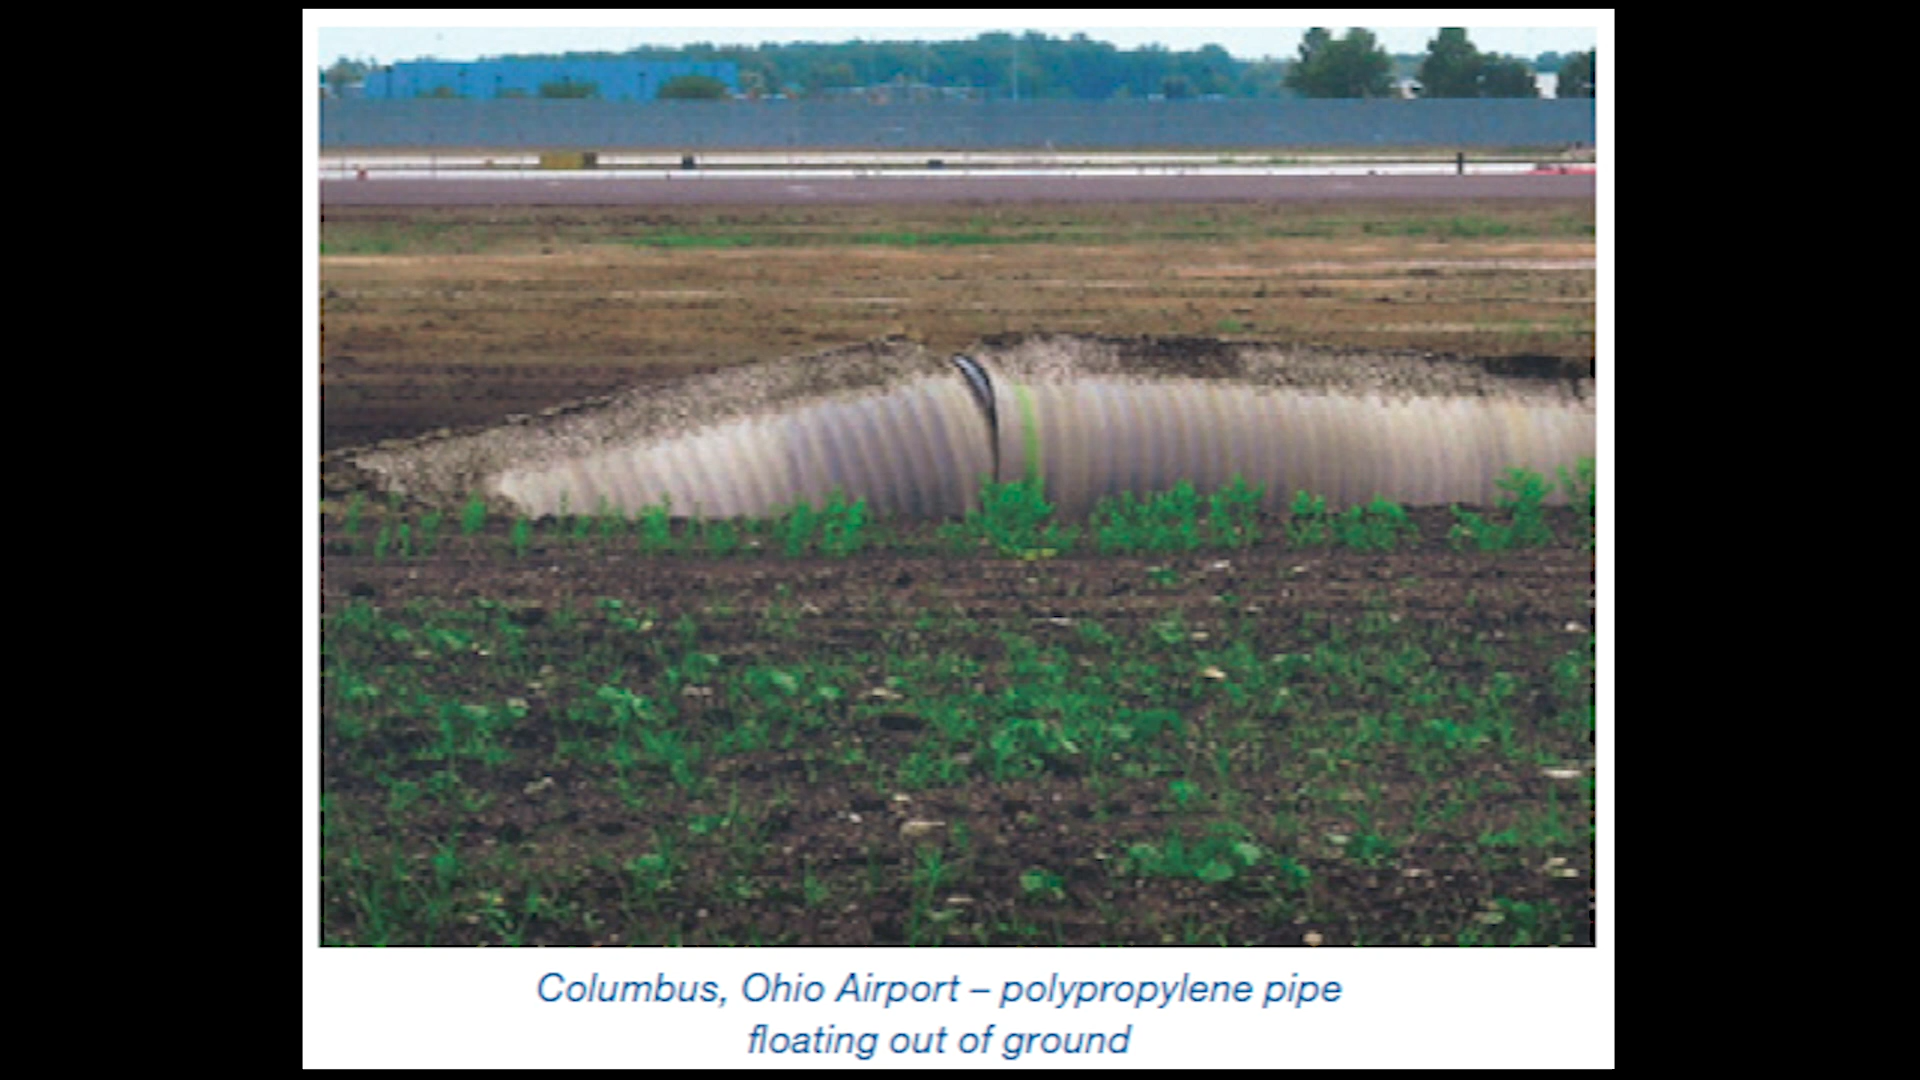 Columbus, Ohio Airport – polypropylene pipe
floating out of ground